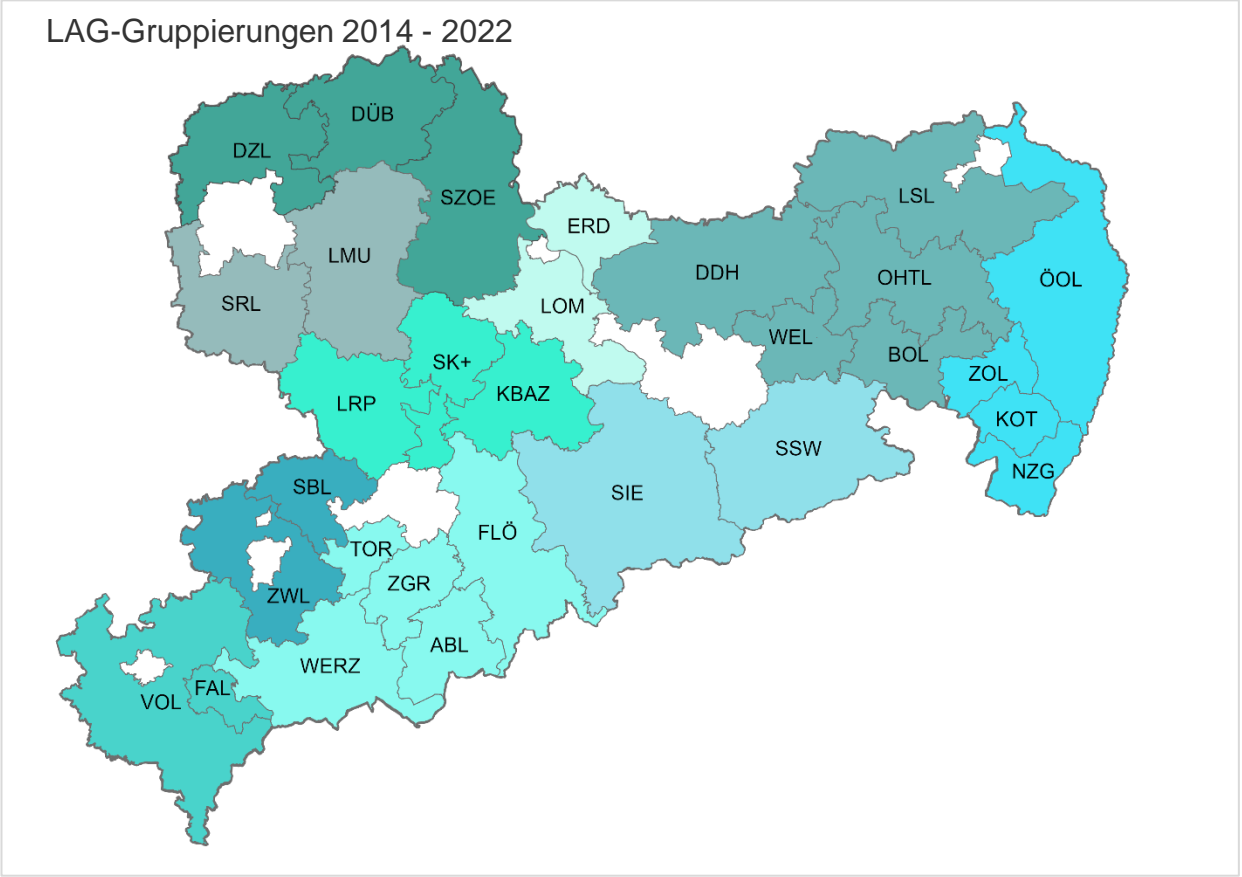 LAG-Gruppierungen 2014 - 2022
DÜB
DZL
SZOE
LSL
ERD
LMU
DDH
OHTL
ÖOL
SRL
LOM
WEL
BOL
SK+
ZOL
KBAZ
LRP
KOT
SSW
NZG
SBL
SIE
FLÖ
TOR
ZGR
ZWL
ABL
WERZ
FAL
VOL